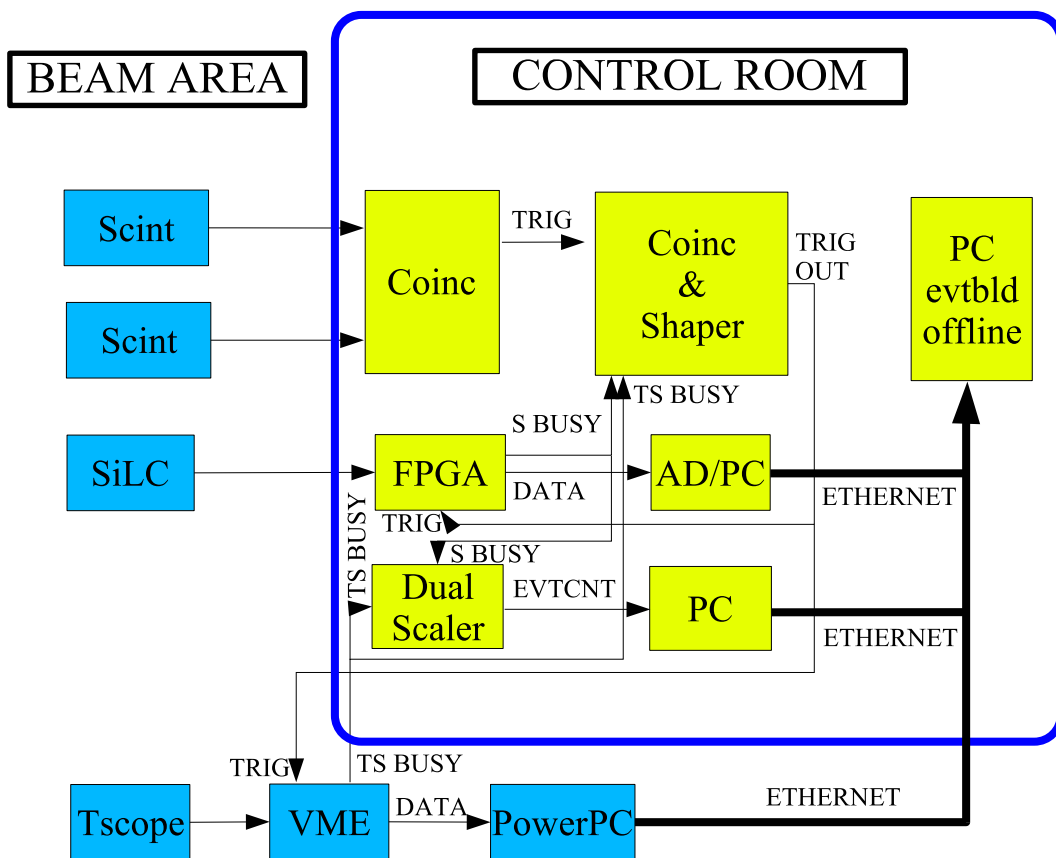 BEAM AREA
CONTROL ROOM
Scint
Coinc
TRIG
Coinc
&
Shaper
TRIG
OUT
PC
evtbld
offline
Scint
TS BUSY
S BUSY
SiLC
FPGA
AD/PC
DATA
ETHERNET
TRIG
TS BUSY
S BUSY
Dual
Scaler
EVTCNT
PC
ETHERNET
TRIG
TS BUSY
ETHERNET
Tscope
VME
DATA
PowerPC